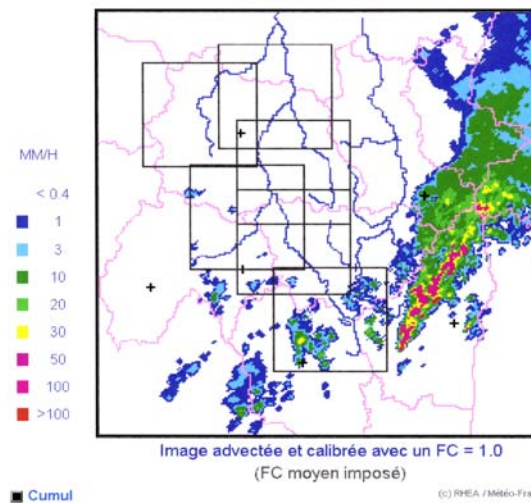 MM/H
< 0.4
1
3
10
20
30
50
100
>100
Image advectée et calibrée avec un FC = 1.0
(FC moyen imposé)
Cumul
(c) RHEA / Météo-Fra